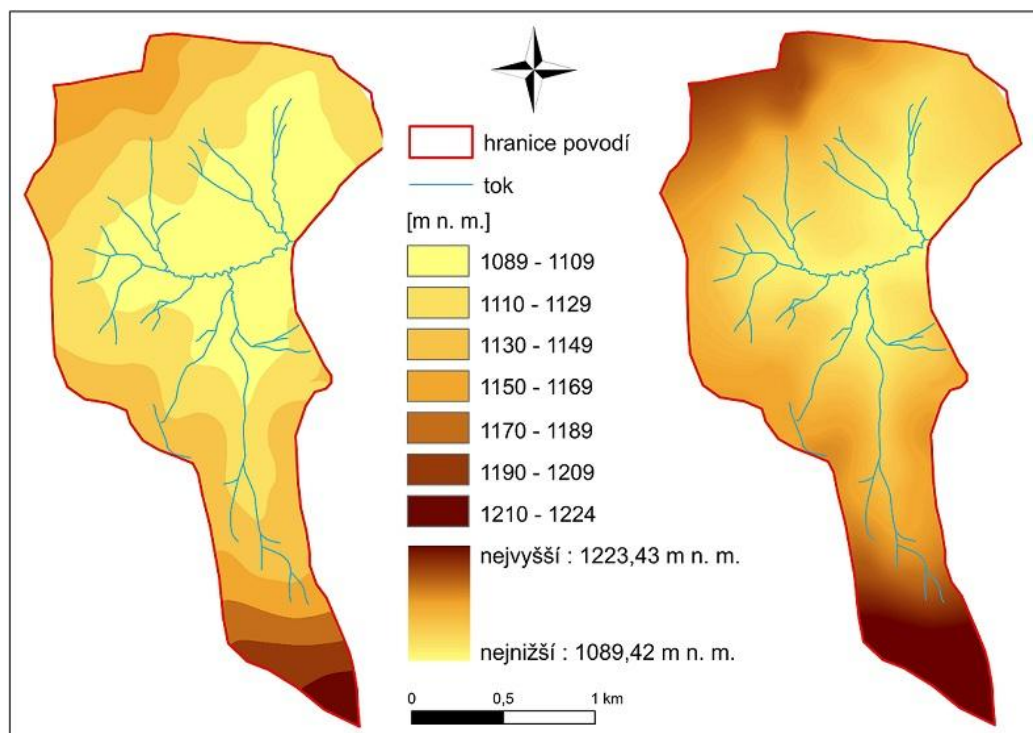 hranice povodí
tok
[m n. m.]
1089 - 1109
1110 - 1129
1130 - 1149
1150 - 1169
1170 - 1189
1190 - 1209
1210 - 1224
nejvyšší : 1223,43 m n. m.
nejnižší : 1089,42 m n. m.
0 0,5 1 km